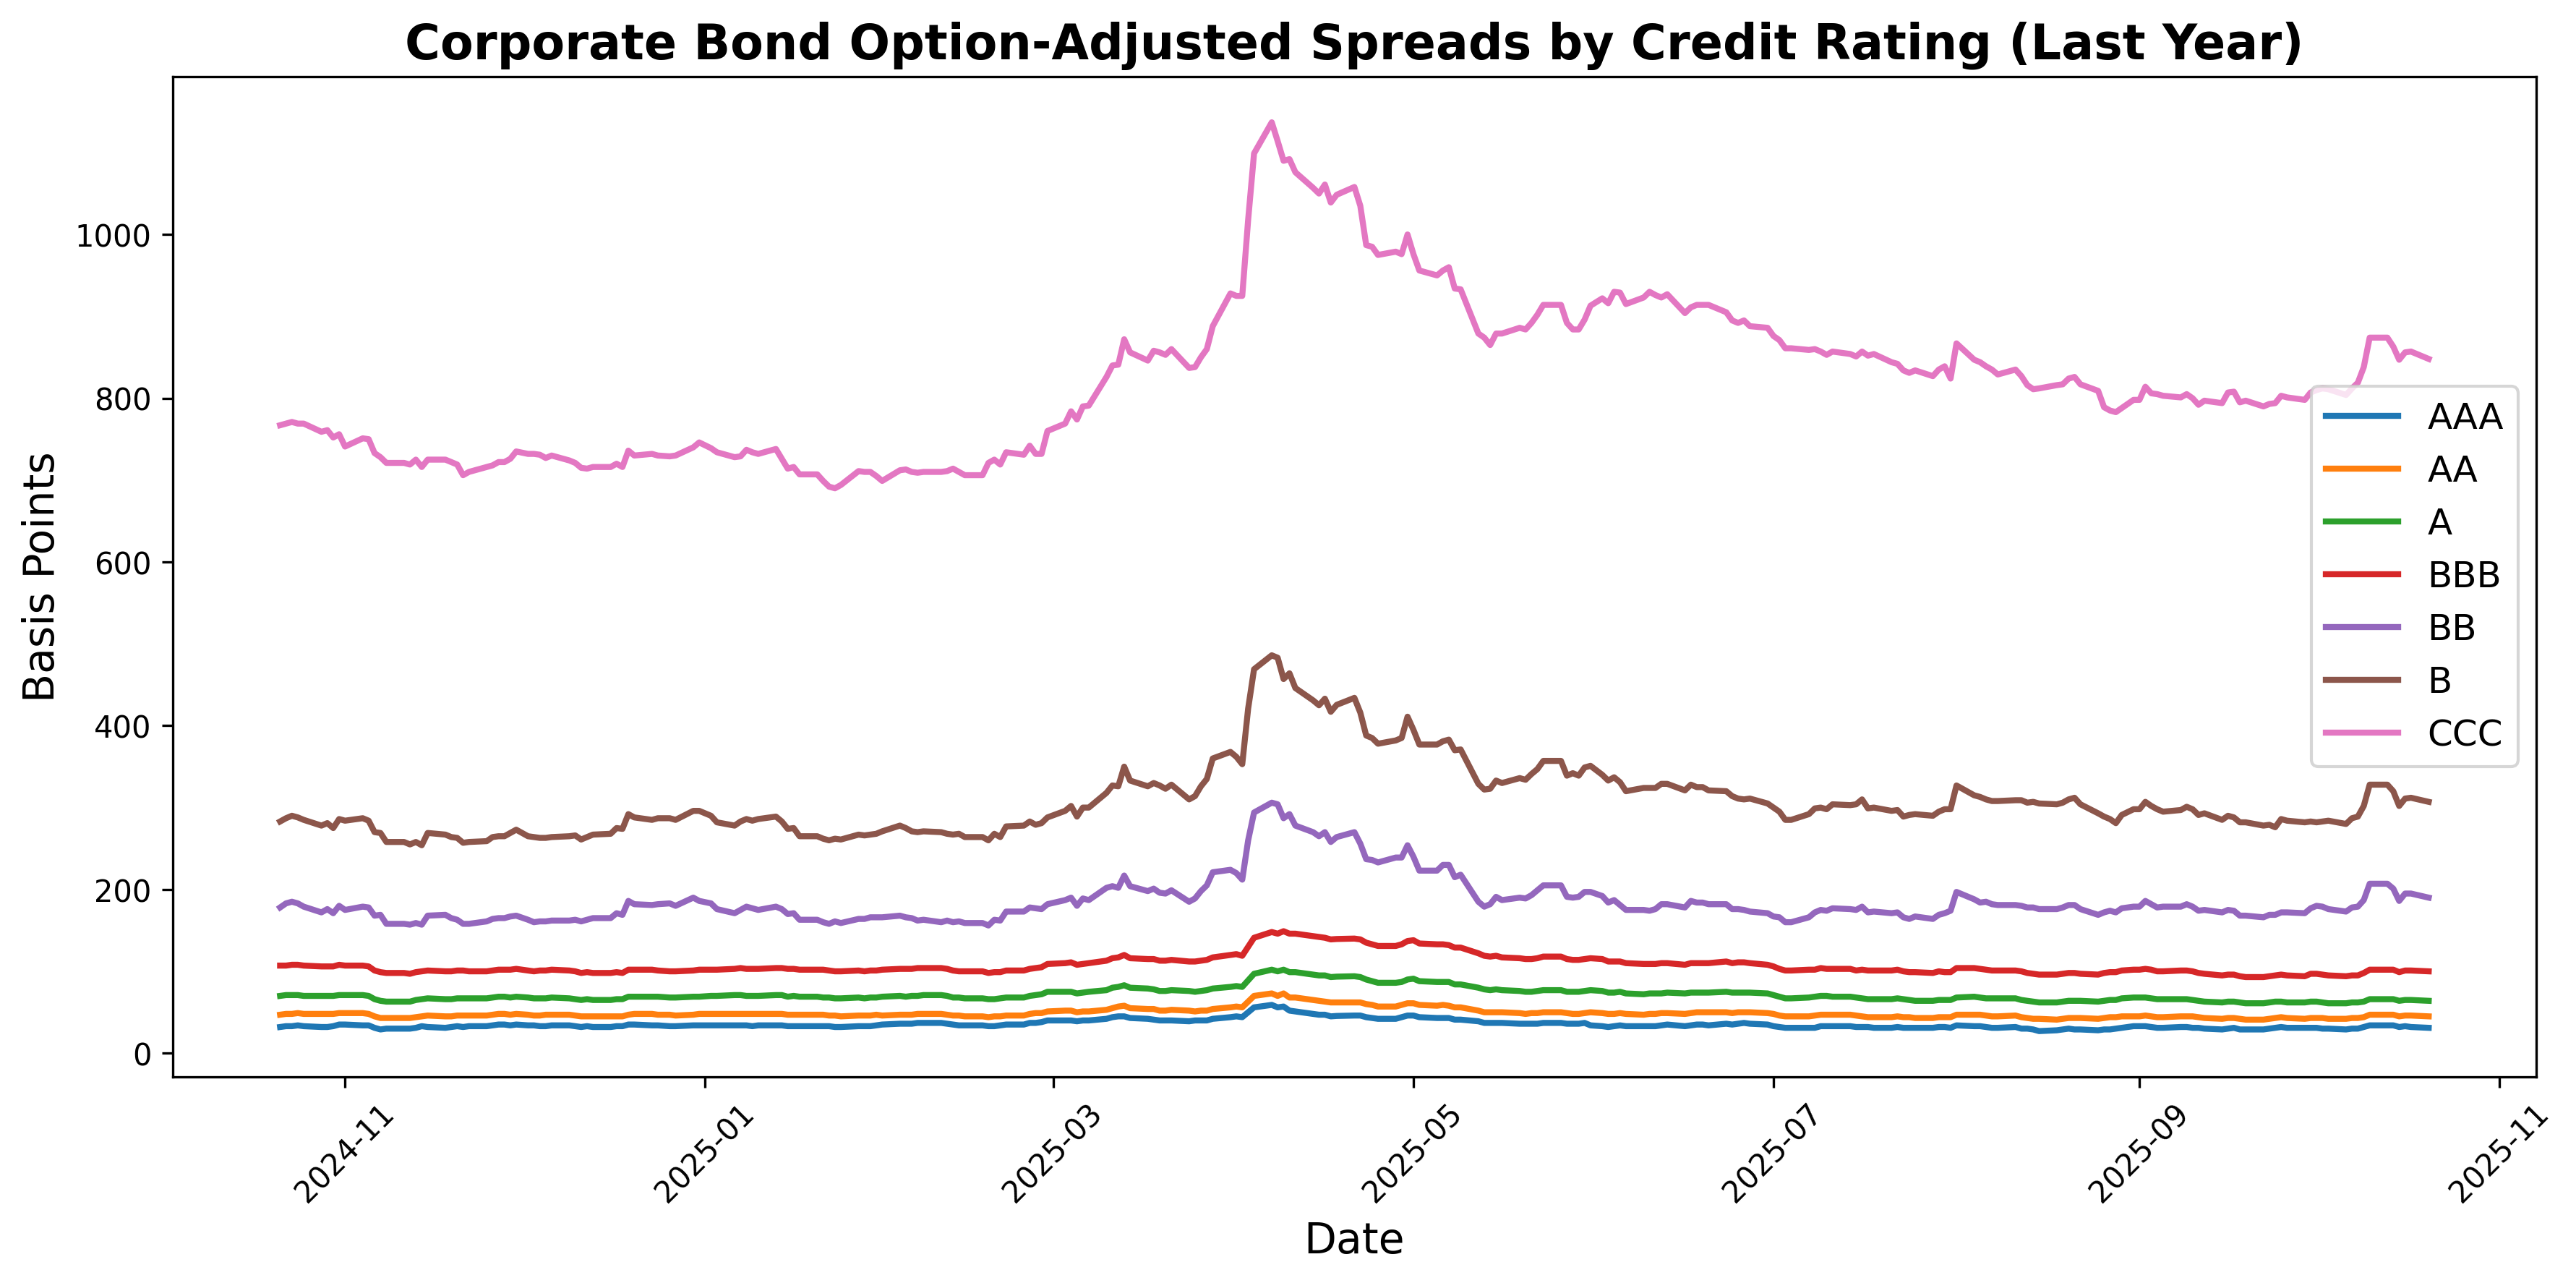 Corporate Bond Option-Adjusted Spreads by Credit Rating (Last Year)
Basis Points
1000
800
600
400
200
0
AAA
AA
A
BBB
BB
B
CCC
2024-11
2025-01
2025-03
2025-05
2025-07
2025-09
2025-11
Date